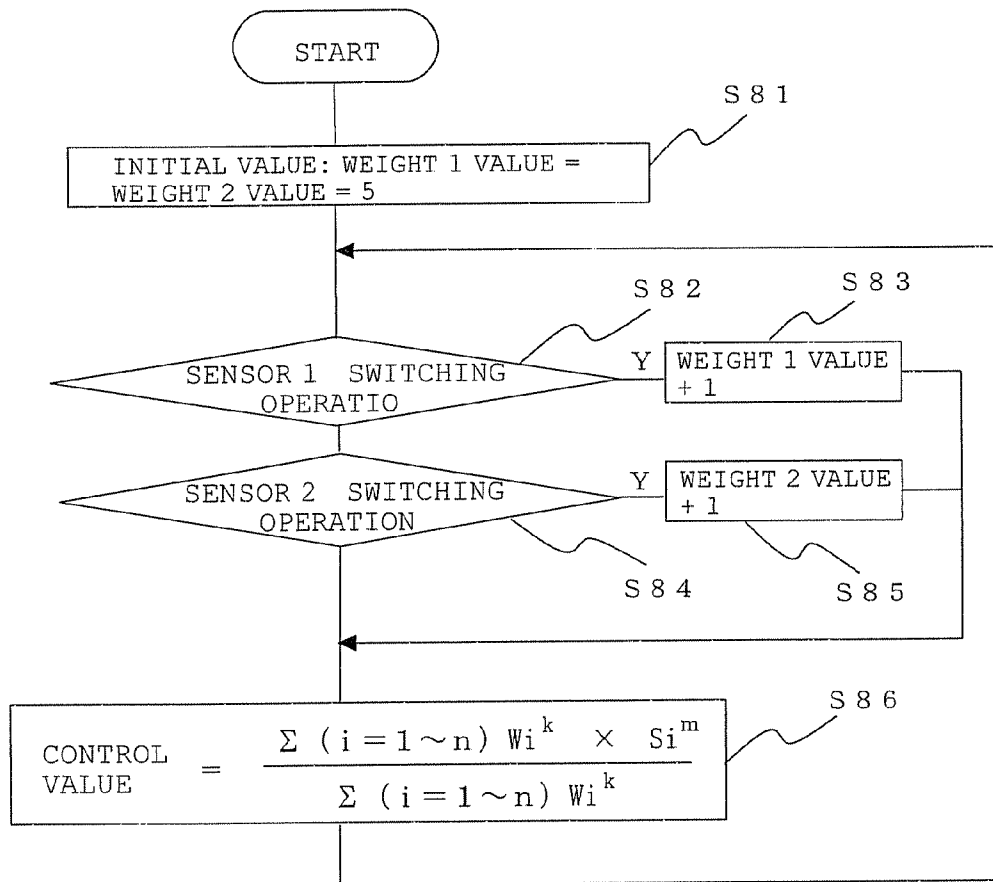 START
S81
INITIAL VALUE: WEIGHT 1 VALUE =
WEIGHT 2 VALUE = 5
S82
S83
SENSOR 1 SWITCHING
OPERATIO
Y
WEIGHT 1 VALUE
+ 1
SENSOR 2 SWITCHING
OPERATION
Y
WEIGHT 2 VALUE
+ 1
S84
S85
S86
CONTROL
VALUE
=
Σ (i=1~n) Wi^k × Si^m
Σ (i=1~n) Wi^k